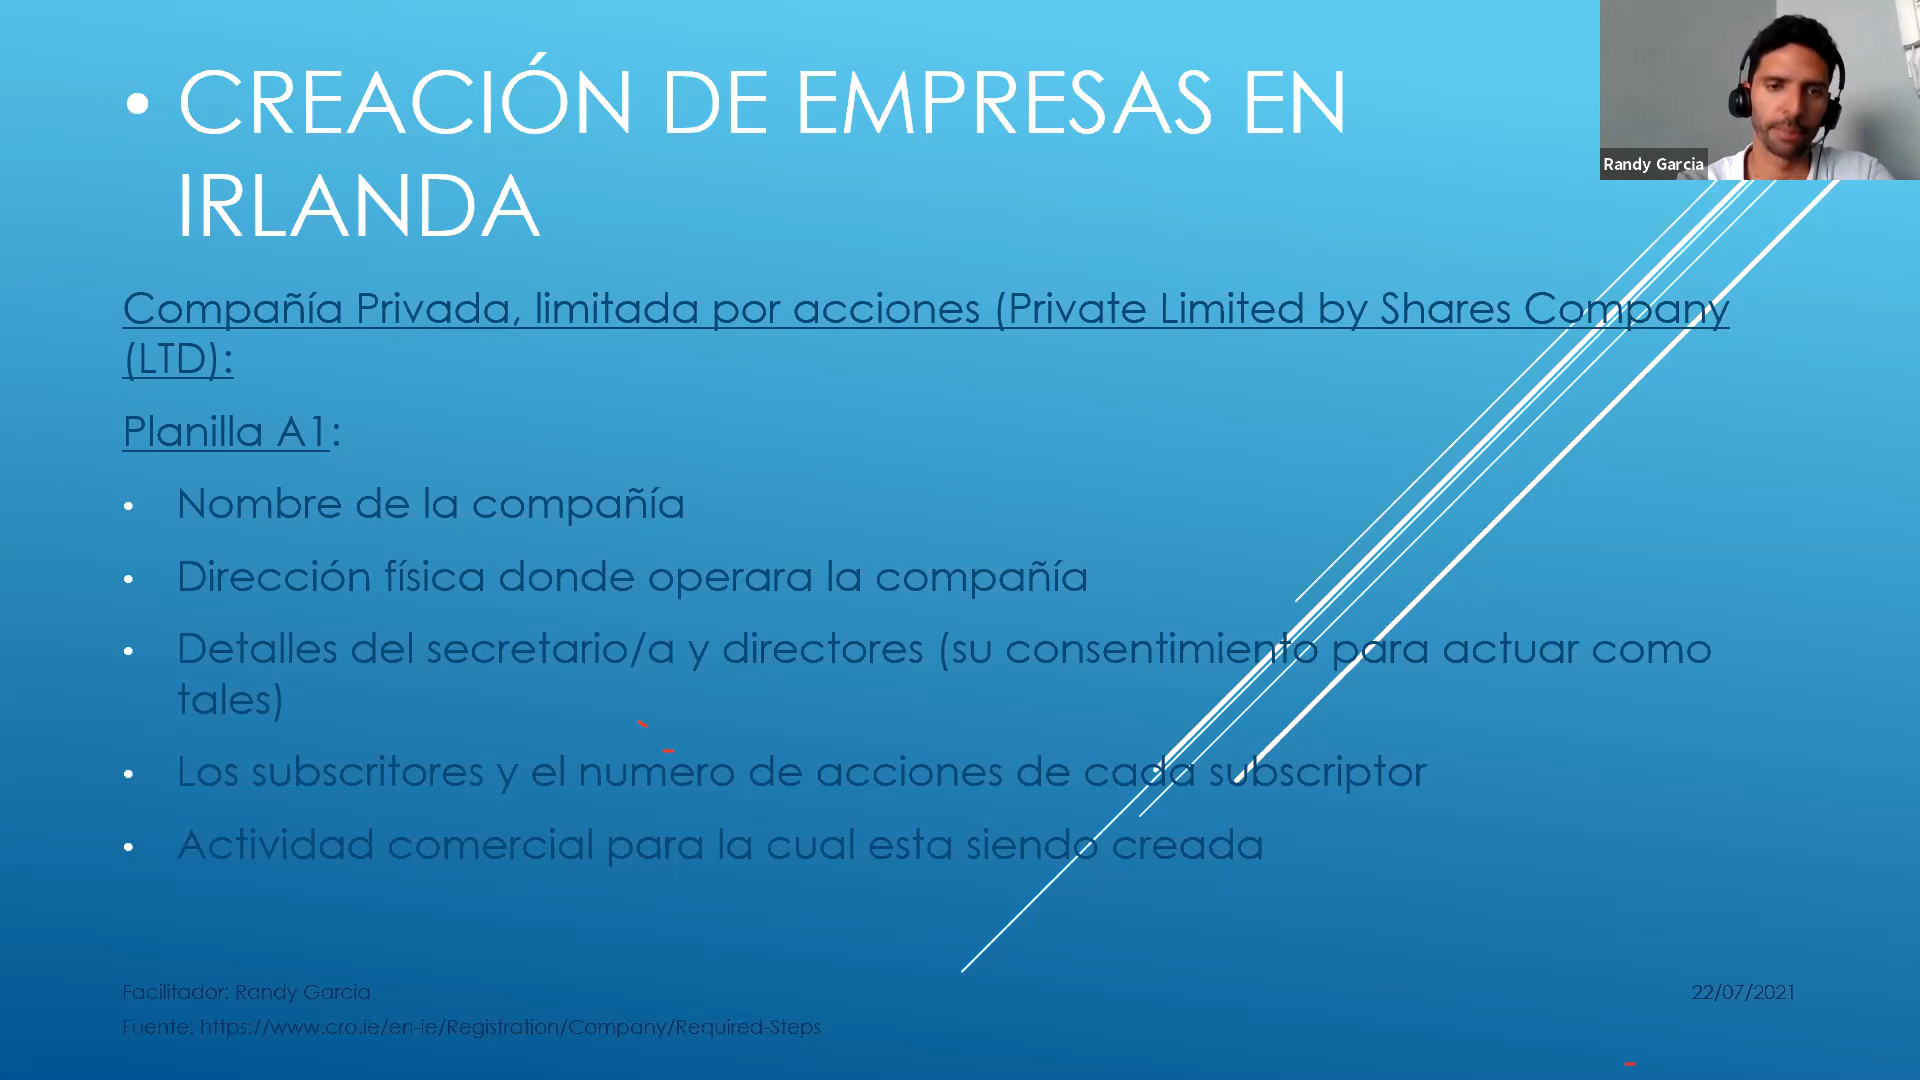 • CREACIÓN DE EMPRESAS EN
IRLANDA
Randy Garcia
Compañía Privada, limitada por acciones (Private Limited by Shares Company
(LTD):
Planilla A1:
• Nombre de la compañía
• Dirección física donde operara la compañía
• Detalles del secretario/a y directores (su consentimiento para actuar como
tales)
• Los subscritores y el numero de acciones de cada subscriptor
• Actividad comercial para la cual esta siendo creada
Facilitador: Randy Garcia
22/07/2021
Fuente: https://www.cro.ie/en-ie/Registration/Company/Required-Steps